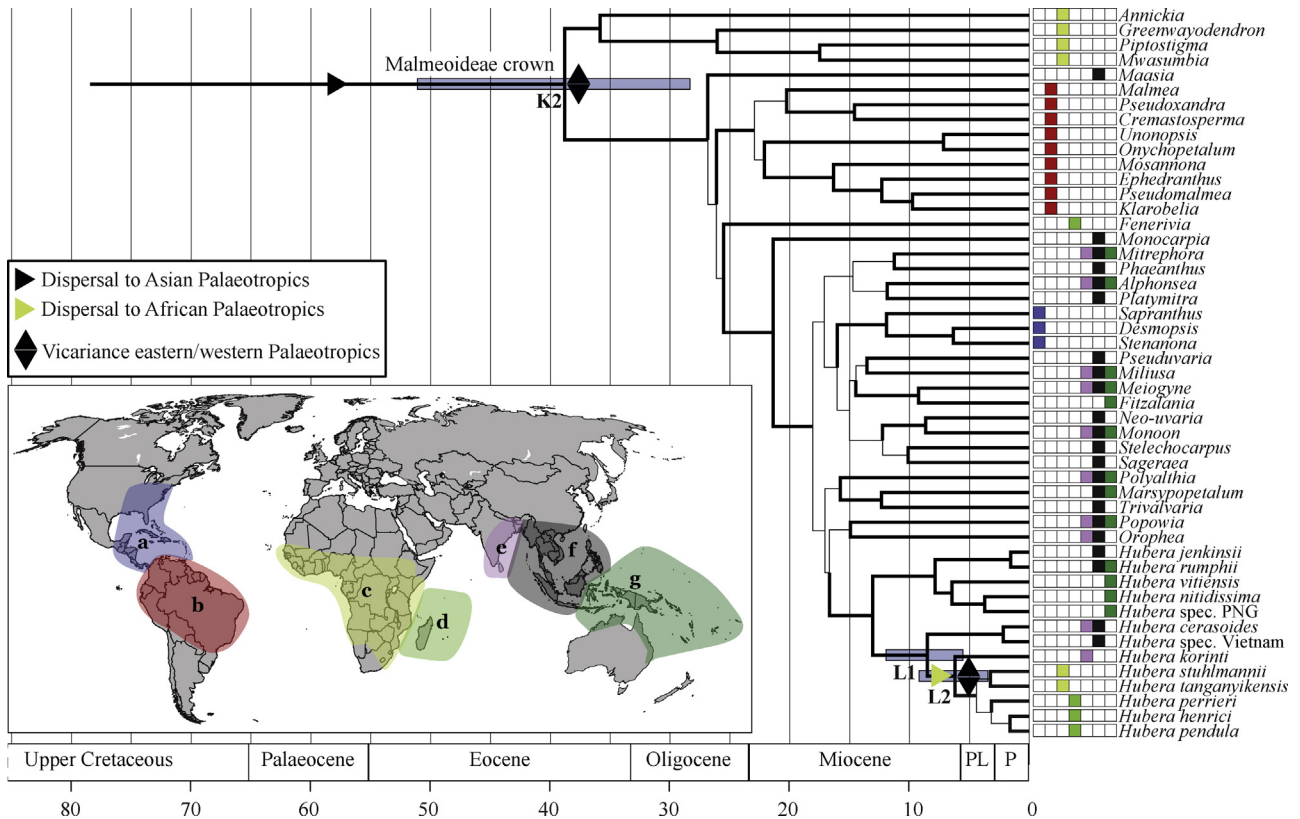 Malmeoideae crown
K2
L1
L2
Annickia
Greenwayodendron
Piptostigma
Mwasumbia
Maasia
Malmea
Pseudoxandra
Cremastosperma
Unonopsis
Onychopetalum
Mosannona
Ephedranthus
Pseudomalmea
Klarobelia
Fenerivia
Monocarpia
Mitrephora
Phaeanthus
Alphonsea
Platymitra
Sapranthus
Desmopsis
Stenanona
Pseuduvaria
Miliusa
Meiogyne
Fitzalania
Neo-uvaria
Monoon
Stelechocarpus
Sageraea
Polyalthia
Marsypopetalum
Trivalvaria
Popowia
Orophea
Hubera jenkinsii
Hubera rumphii
Hubera vitiensis
Hubera nitidissima
Hubera spec. PNG
Hubera cerasoides
Hubera spec. Vietnam
Hubera korinti
Hubera stuhlmannii
Hubera tanganyikensis
Hubera perrieri
Hubera henrici
Hubera pendula
Dispersal to Asian Palaeotropics
Dispersal to African Palaeotropics
Vicariance eastern/western Palaeotropics
a
b
c
d
e
f
g
Upper Cretaceous Palaeocene Eocene Oligocene Miocene PL P
80 70 60 50 40 30 20 10 0